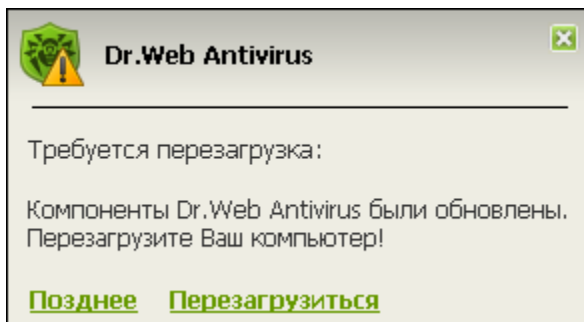 Dr.Web Antivirus
Требуется перезагрузка:
Компоненты Dr.Web Antivirus были обновлены.
Перезагрузите Ваш компьютер!
Позднее Перезагрузиться